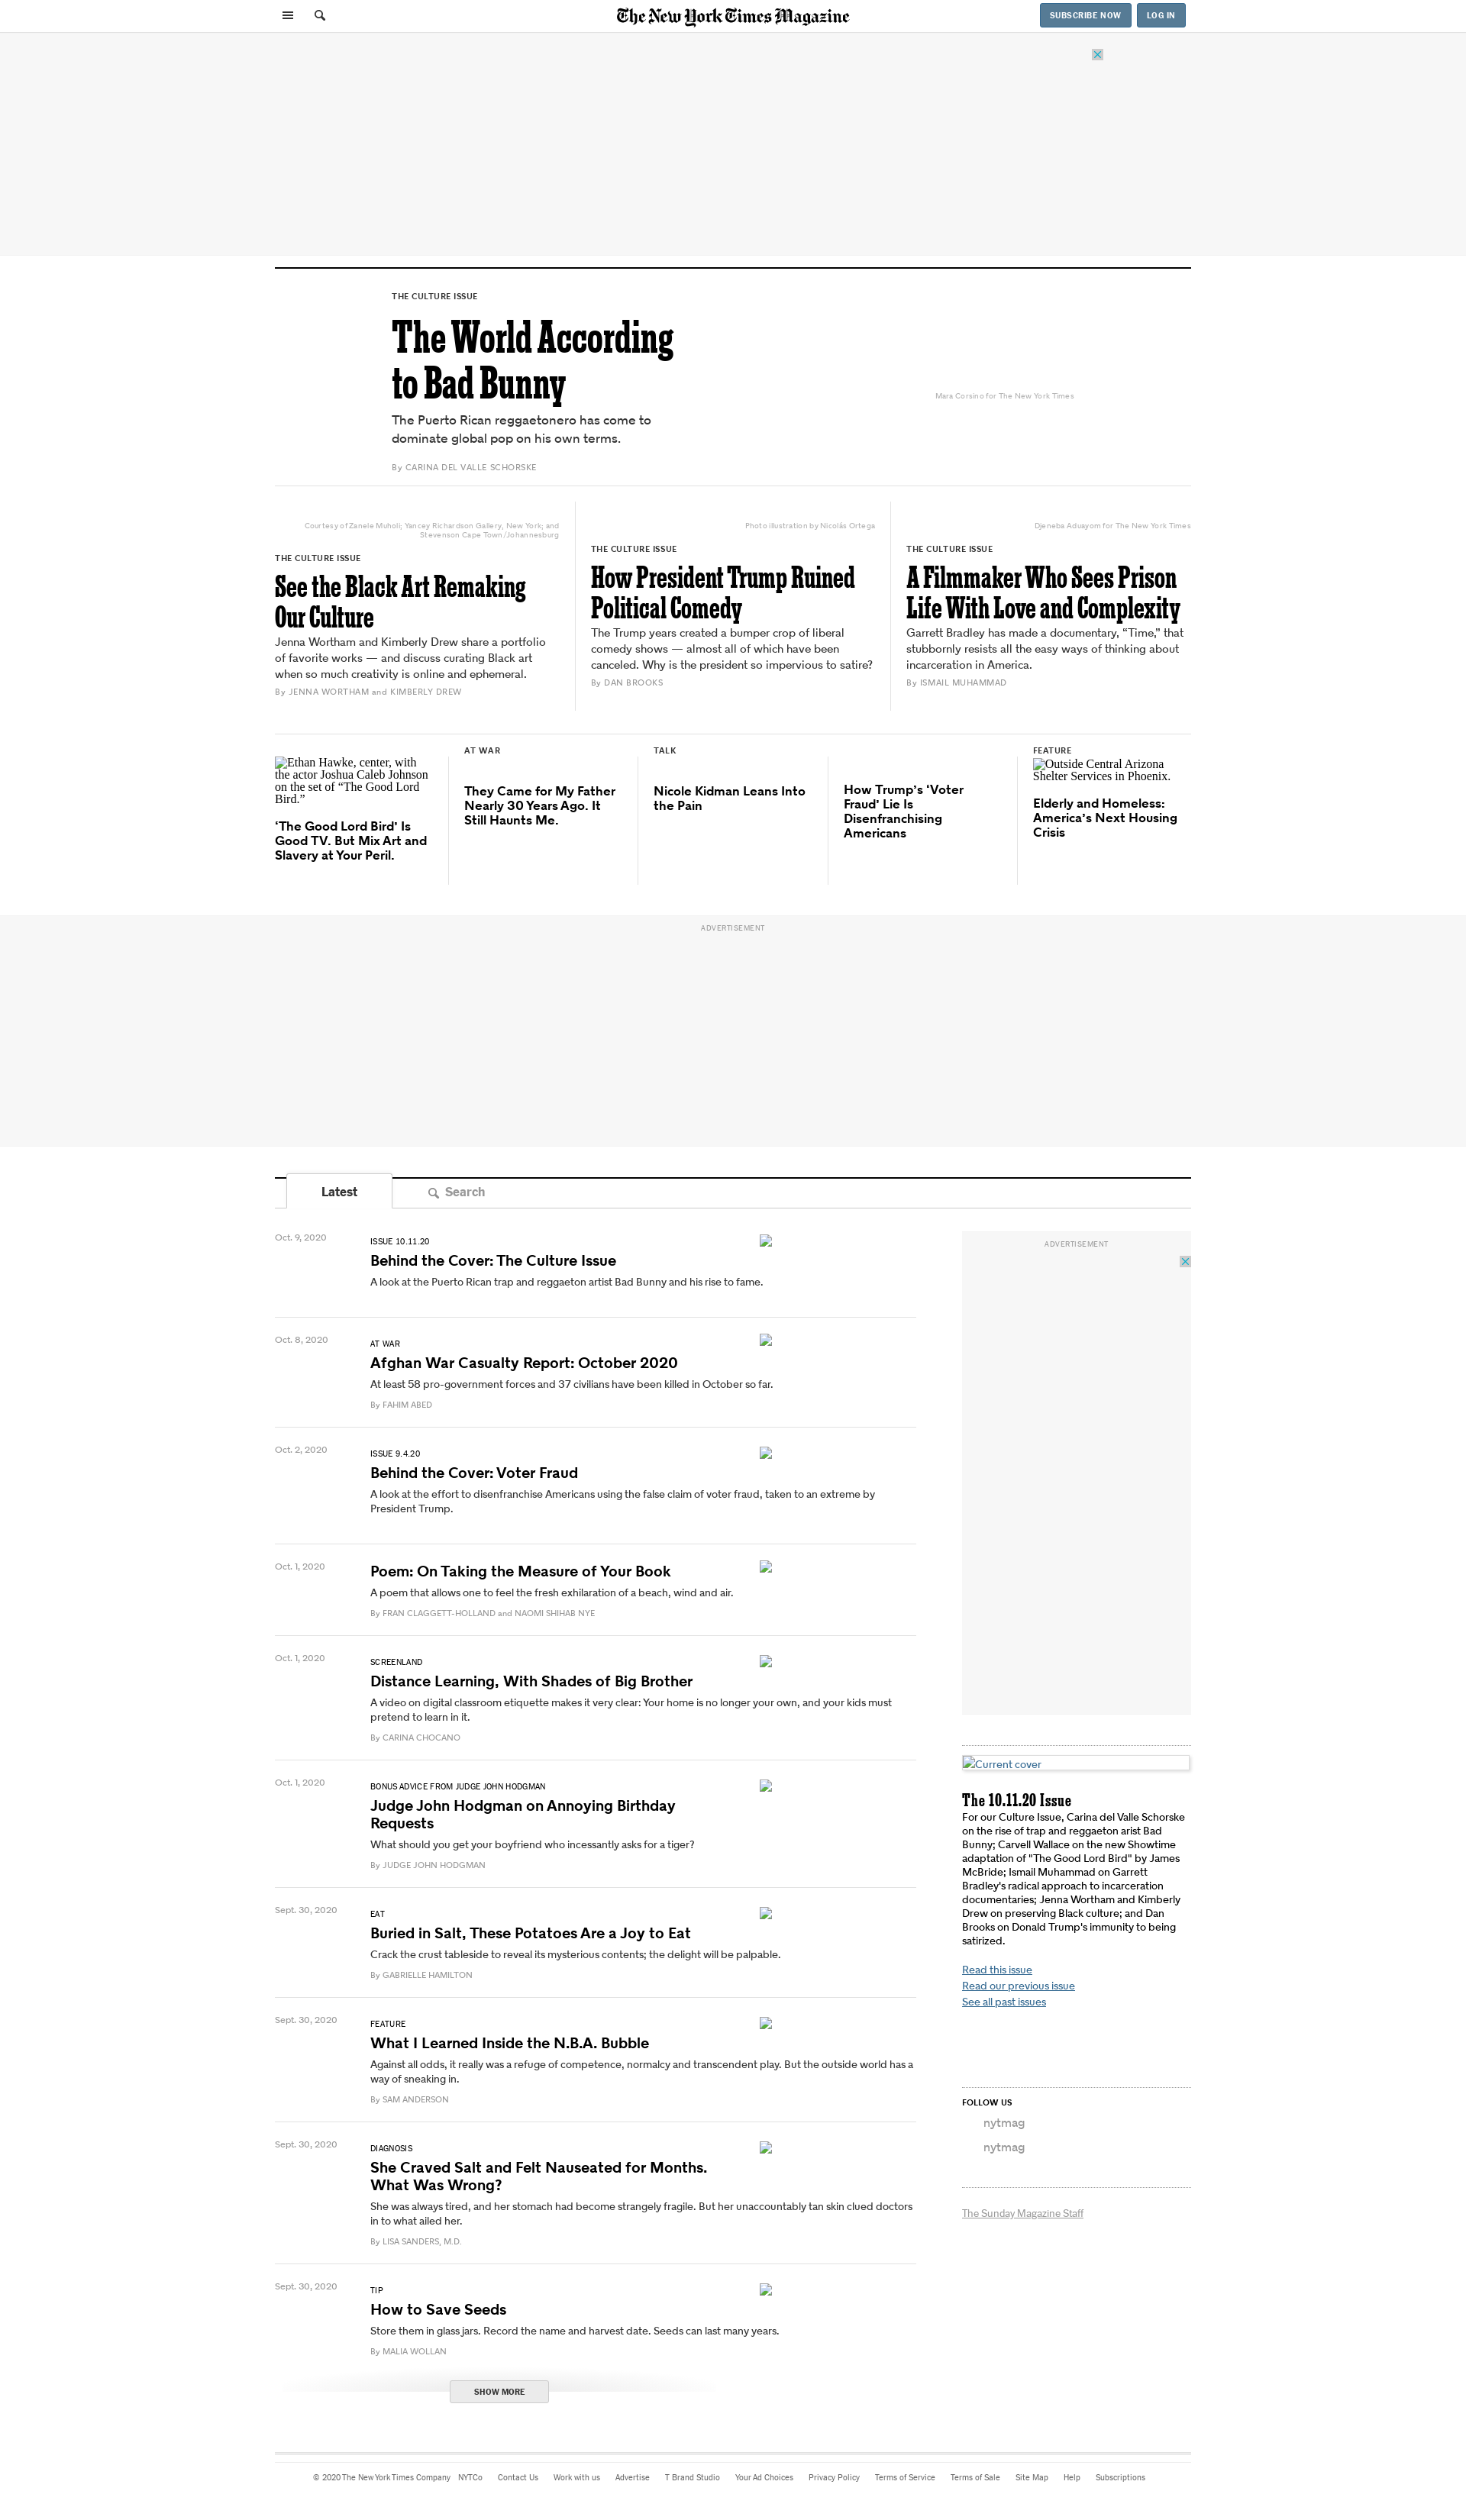 The New York Times Magazine
SUBSCRIBE NOW
LOG IN
THE CULTURE ISSUE
The World According
to Bad Bunny
The Puerto Rican reggaetonero has come to
dominate global pop on his own terms.
By CARINA DEL VALLE SCHORSKE
Mara Corsino for The New York Times
Courtesy of Zanele Muholi; Yancey Richardson Gallery, New York; and
Stevenson Cape Town/Johannesburg
THE CULTURE ISSUE
See the Black Art Remaking
Our Culture
Jenna Wortham and Kimberly Drew share a portfolio
of favorite works — and discuss curating Black art
when so much creativity is online and ephemeral.
By JENNA WORTHAM and KIMBERLY DREW
Photo illustration by Nicolás Ortega
THE CULTURE ISSUE
How President Trump Ruined
Political Comedy
The Trump years created a bumper crop of liberal
comedy shows — almost all of which have been
canceled. Why is the president so impervious to satire?
By DAN BROOKS
Djeneba Aduayom for The New York Times
THE CULTURE ISSUE
A Filmmaker Who Sees Prison
Life With Love and Complexity
Garrett Bradley has made a documentary, “Time,” that
stubbornly resists all the easy ways of thinking about
incarceration in America.
By ISMAIL MUHAMMAD
Ethan Hawke, center, with
the actor Joshua Caleb Johnson
on the set of “The Good Lord
Bird.”
‘The Good Lord Bird’ Is
Good TV. But Mix Art and
Slavery at Your Peril.
AT WAR
They Came for My Father
Nearly 30 Years Ago. It
Still Haunts Me.
TALK
Nicole Kidman Leans Into
the Pain
How Trump’s ‘Voter
Fraud’ Lie Is
Disenfranchising
Americans
FEATURE
Outside Central Arizona
Shelter Services in Phoenix.
Elderly and Homeless:
America’s Next Housing
Crisis
ADVERTISEMENT
Latest
Search
Oct. 9, 2020
ISSUE 10.11.20
Behind the Cover: The Culture Issue
A look at the Puerto Rican trap and reggaeton artist Bad Bunny and his rise to fame.
Oct. 8, 2020
AT WAR
Afghan War Casualty Report: October 2020
At least 58 pro-government forces and 37 civilians have been killed in October so far.
By FAHIM ABED
Oct. 2, 2020
ISSUE 9.4.20
Behind the Cover: Voter Fraud
A look at the effort to disenfranchise Americans using the false claim of voter fraud, taken to an extreme by
President Trump.
Oct. 1, 2020
Poem: On Taking the Measure of Your Book
A poem that allows one to feel the fresh exhilaration of a beach, wind and air.
By FRAN CLAGGETT-HOLLAND and NAOMI SHIHAB NYE
Oct. 1, 2020
SCREENLAND
Distance Learning, With Shades of Big Brother
A video on digital classroom etiquette makes it very clear: Your home is no longer your own, and your kids must
pretend to learn in it.
By CARINA CHOCANO
Oct. 1, 2020
BONUS ADVICE FROM JUDGE JOHN HODGMAN
Judge John Hodgman on Annoying Birthday
Requests
What should you get your boyfriend who incessantly asks for a tiger?
By JUDGE JOHN HODGMAN
Sept. 30, 2020
EAT
Buried in Salt, These Potatoes Are a Joy to Eat
Crack the crust tableside to reveal its mysterious contents; the delight will be palpable.
By GABRIELLE HAMILTON
Sept. 30, 2020
FEATURE
What I Learned Inside the N.B.A. Bubble
Against all odds, it really was a refuge of competence, normalcy and transcendent play. But the outside world has a
way of sneaking in.
By SAM ANDERSON
Sept. 30, 2020
DIAGNOSIS
She Craved Salt and Felt Nauseated for Months.
What Was Wrong?
She was always tired, and her stomach had become strangely fragile. But her unaccountably tan skin clued doctors
in to what ailed her.
By LISA SANDERS, M.D.
Sept. 30, 2020
TIP
How to Save Seeds
Store them in glass jars. Record the name and harvest date. Seeds can last many years.
By MALIA WOLLAN
SHOW MORE
ADVERTISEMENT
Current cover
The 10.11.20 Issue
For our Culture Issue, Carina del Valle Schorske
on the rise of trap and reggaeton arist Bad
Bunny; Carvell Wallace on the new Showtime
adaptation of "The Good Lord Bird" by James
McBride; Ismail Muhammad on Garrett
Bradley's radical approach to incarceration
documentaries; Jenna Wortham and Kimberly
Drew on preserving Black culture; and Dan
Brooks on Donald Trump's immunity to being
satirized.
Read this issue
Read our previous issue
See all past issues
FOLLOW US
nytmag
nytmag
The Sunday Magazine Staff
© 2020 The New York Times Company NYTCo Contact Us Work with us Advertise T Brand Studio Your Ad Choices Privacy Policy Terms of Service Terms of Sale Site Map Help Subscriptions